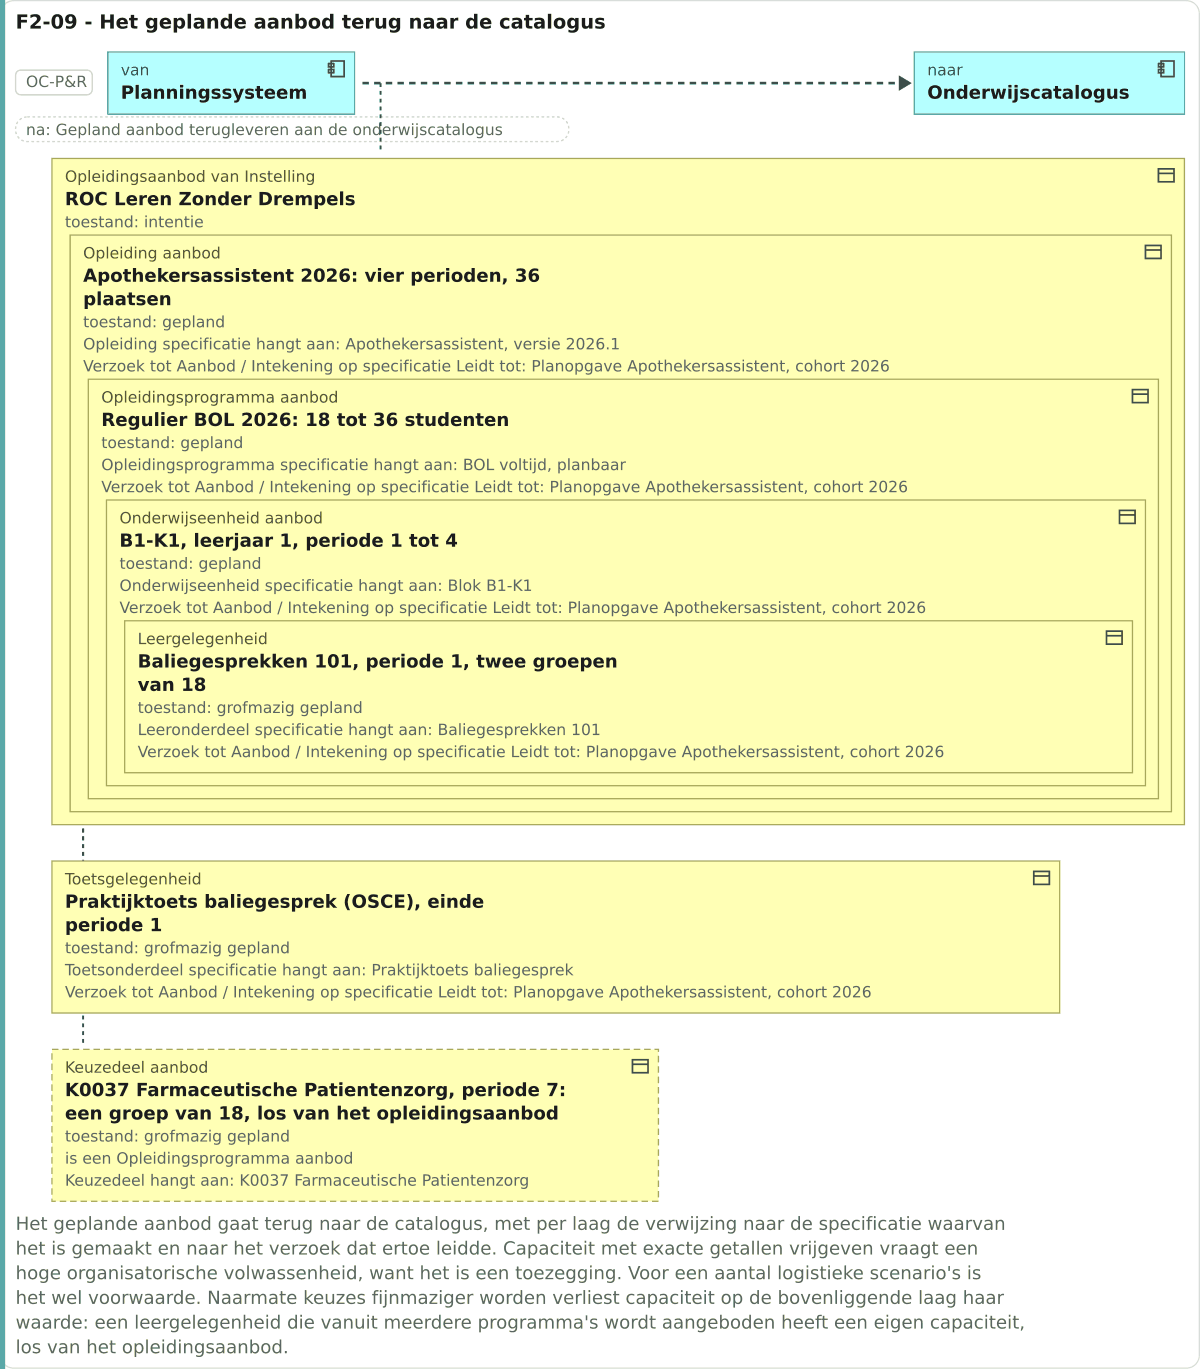 F2-09 - Het geplande aanbod terug naar de catalogus
OC-P&R
van
Planningssysteem
naar
Onderwijscatalogus
na: Gepland aanbod terugleveren aan de onderwijscatalogus
Opleidingsaanbod van Instelling
ROC Leren Zonder Drempels
toestand: intentie
Opleiding aanbod
Apothekersassistent 2026: vier perioden, 36
plaatsen
toestand: gepland
Opleiding specificatie hangt aan: Apothekersassistent, versie 2026.1
Verzoek tot Aanbod / Intekening op specificatie Leidt tot: Planopgave Apothekersassistent, cohort 2026
Opleidingsprogramma aanbod
Regulier BOL 2026: 18 tot 36 studenten
toestand: gepland
Opleidingsprogramma specificatie hangt aan: BOL voltijd, planbaar
Verzoek tot Aanbod / Intekening op specificatie Leidt tot: Planopgave Apothekersassistent, cohort 2026
Onderwijseenheid aanbod
B1-K1, leerjaar 1, periode 1 tot 4
toestand: gepland
Onderwijseenheid specificatie hangt aan: Blok B1-K1
Verzoek tot Aanbod / Intekening op specificatie Leidt tot: Planopgave Apothekersassistent, cohort 2026
Leergelegenheid
Baliegesprekken 101, periode 1, twee groepen
van 18
toestand: grofmazig gepland
Leeronderdeel specificatie hangt aan: Baliegesprekken 101
Verzoek tot Aanbod / Intekening op specificatie Leidt tot: Planopgave Apothekersassistent, cohort 2026
Toetsgelegenheid
Praktijktoets baliegesprek (OSCE), einde
periode 1
toestand: grofmazig gepland
Toetsonderdeel specificatie hangt aan: Praktijktoets baliegesprek
Verzoek tot Aanbod / Intekening op specificatie Leidt tot: Planopgave Apothekersassistent, cohort 2026
Keuzedeel aanbod
K0037 Farmaceutische Patientenzorg, periode 7:
een groep van 18, los van het opleidingsaanbod
toestand: grofmazig gepland
is een Opleidingsprogramma aanbod
Keuzedeel hangt aan: K0037 Farmaceutische Patientenzorg
Het geplande aanbod gaat terug naar de catalogus, met per laag de verwijzing naar de specificatie waarvan
het is gemaakt en naar het verzoek dat ertoe leidde. Capaciteit met exacte getallen vrijgeven vraagt een
hoge organisatorische volwassenheid, want het is een toezegging. Voor een aantal logistieke scenario's is
het wel voorwaarde. Naarmate keuzes fijnmaziger worden verliest capaciteit op de bovenliggende laag haar
waarde: een leergelegenheid die vanuit meerdere programma's wordt aangeboden heeft een eigen capaciteit,
los van het opleidingsaanbod.